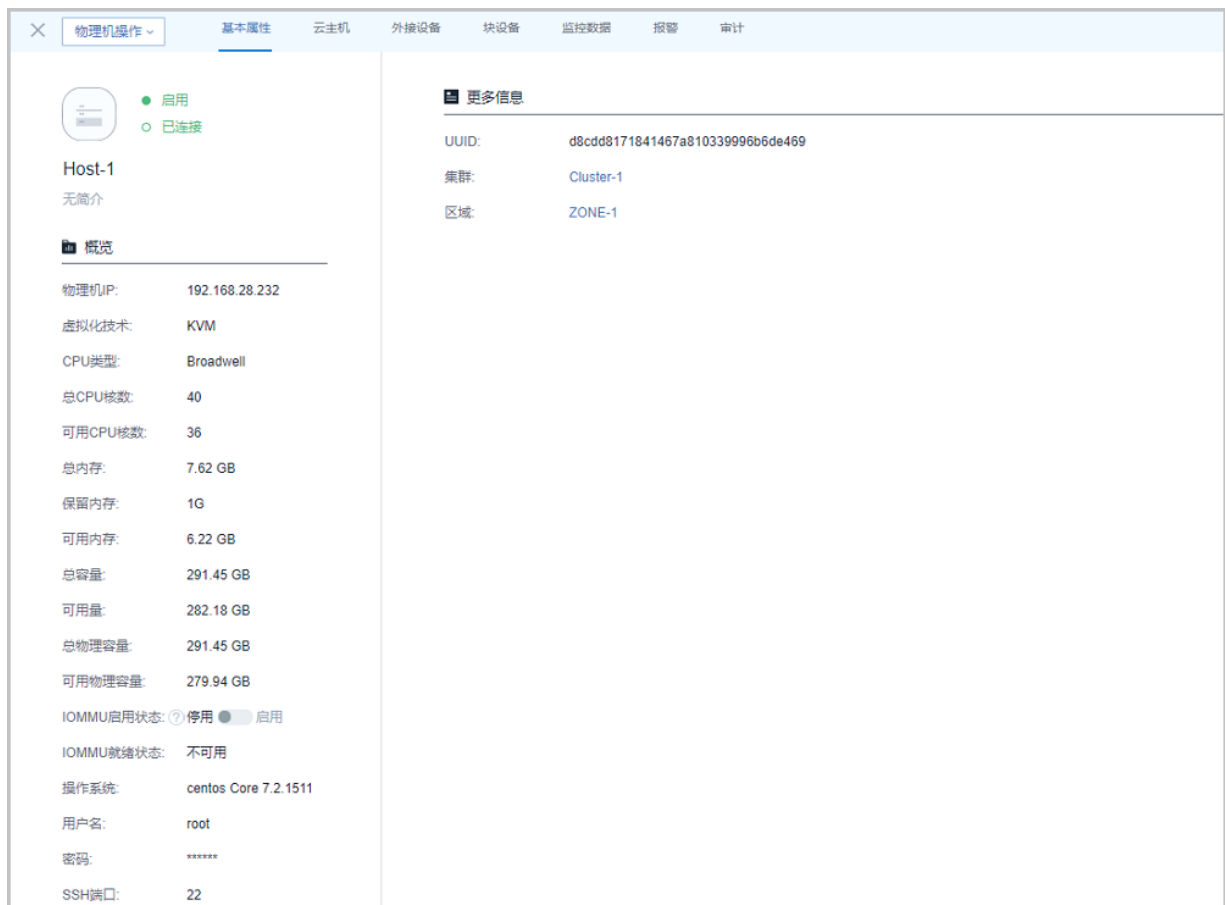 物理机操作 基本属性 云主机 外接设备 块设备 监控数据 报警 审计
启用
已连接
Host-1
无简介
概览
物理机IP: 192.168.28.232
虚拟化技术: KVM
CPU类型: Broadwell
总CPU核数: 40
可用CPU核数: 36
总内存: 7.62 GB
保留内存: 1G
可用内存: 6.22 GB
总容量: 291.45 GB
可用量: 282.18 GB
总物理容量: 291.45 GB
可用物理容量: 279.94 GB
IOMMU启用状态: ? 停用 启用
IOMMU就绪状态: 不可用
操作系统: centos Core 7.2.1511
用户名: root
密码: ******
SSH端口: 22
更多信息
UUID: d8cdd8171841467a810339996b6de469
集群: Cluster-1
区域: ZONE-1